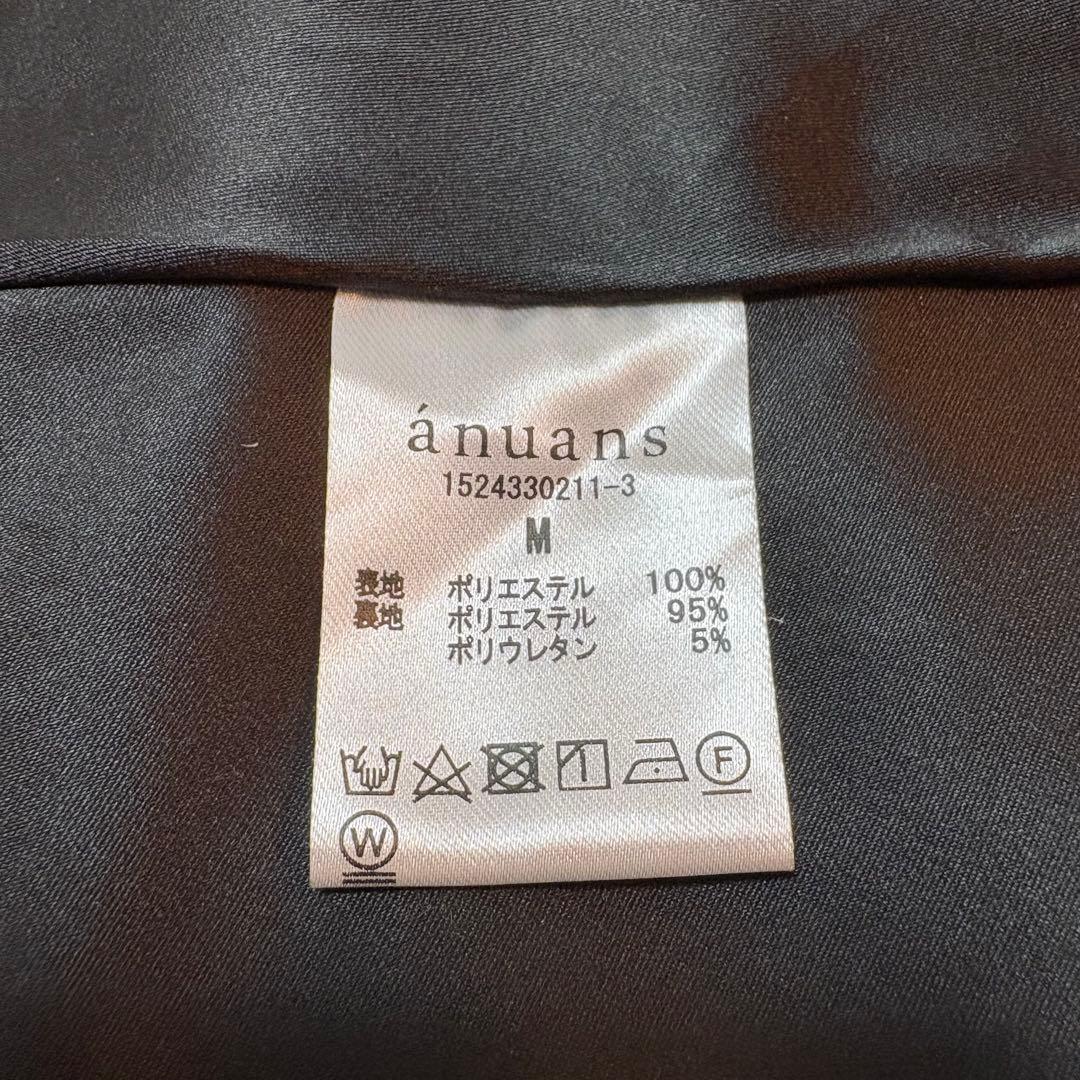 ánuans
1524330211-3
M
表地 ポリエステル 100%
裏地 ポリエステル 95%
ポリウレタン 5%
F
W